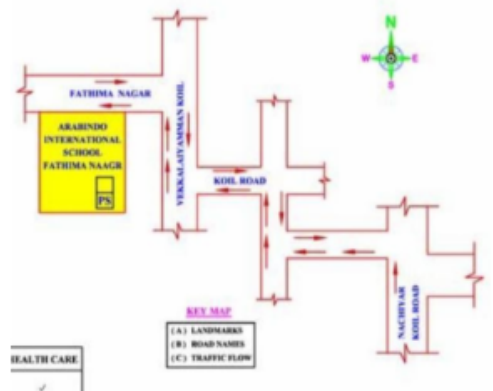 N
W
E
S
FATHIMA NAGAR
ARABINDO
INTERNATIONAL
SCHOOL
FATHIMA NAAGR
PS
VEKKALAIYAMMAN KOIL
KOIL ROAD
NACHIYAR
KOIL ROAD
KEY MAP
(A) LANDMARKS
(B) ROAD NAMES
(C) TRAFFIC FLOW
HEALTH CARE